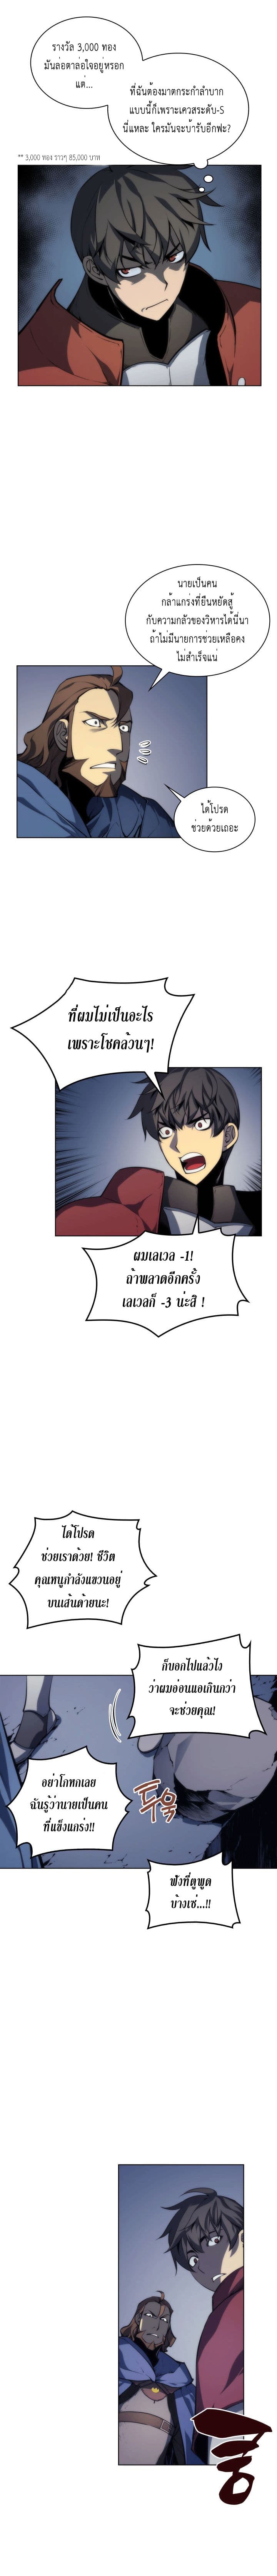 รางวัล 3,000 ทอง
มันล่อตาล่อใจอยู่หรอก
แต่...
ที่ฉันต้องมาตกระกำลำบาก
แบบนี้ก็เพราะเควสระดับ-S
นี่แหละ ใครมันจะบ้ารับอีกฟะ?
** 3,000 ทอง ราวๆ 85,000 บาท
นายเป็นคน
กล้าแกร่งที่ยืนหยัดสู้
กับความกลัวของวิหารได้นี่นา
ถ้าไม่มีนายการช่วยเหลือคง
ไม่สำเร็จแน่
ได้โปรด
ช่วยด้วยเถอะ
ที่ผมไม่เป็นอะไร
เพราะโชคล้วนๆ!
ผมเลเวล -1!
ถ้าพลาดอีกครั้ง
เลเวลก็ -3 น่ะสิ !
ได้โปรด
ช่วยเราด้วย! ชีวิต
คุณทนูกำลังแขวนอยู่
บนเส้นด้ายนะ!
ก็บอกไปแล้วไง
ว่าผมอ่อนแอเกินกว่า
จะช่วยคุณ!
อย่าโกหกเลย
ฉันรู้ว่านายเป็นคน
ที่แข็งแกร่ง!!
두욱
ฟังที่ตูพูด
บ้างเซ่...!!
쿵